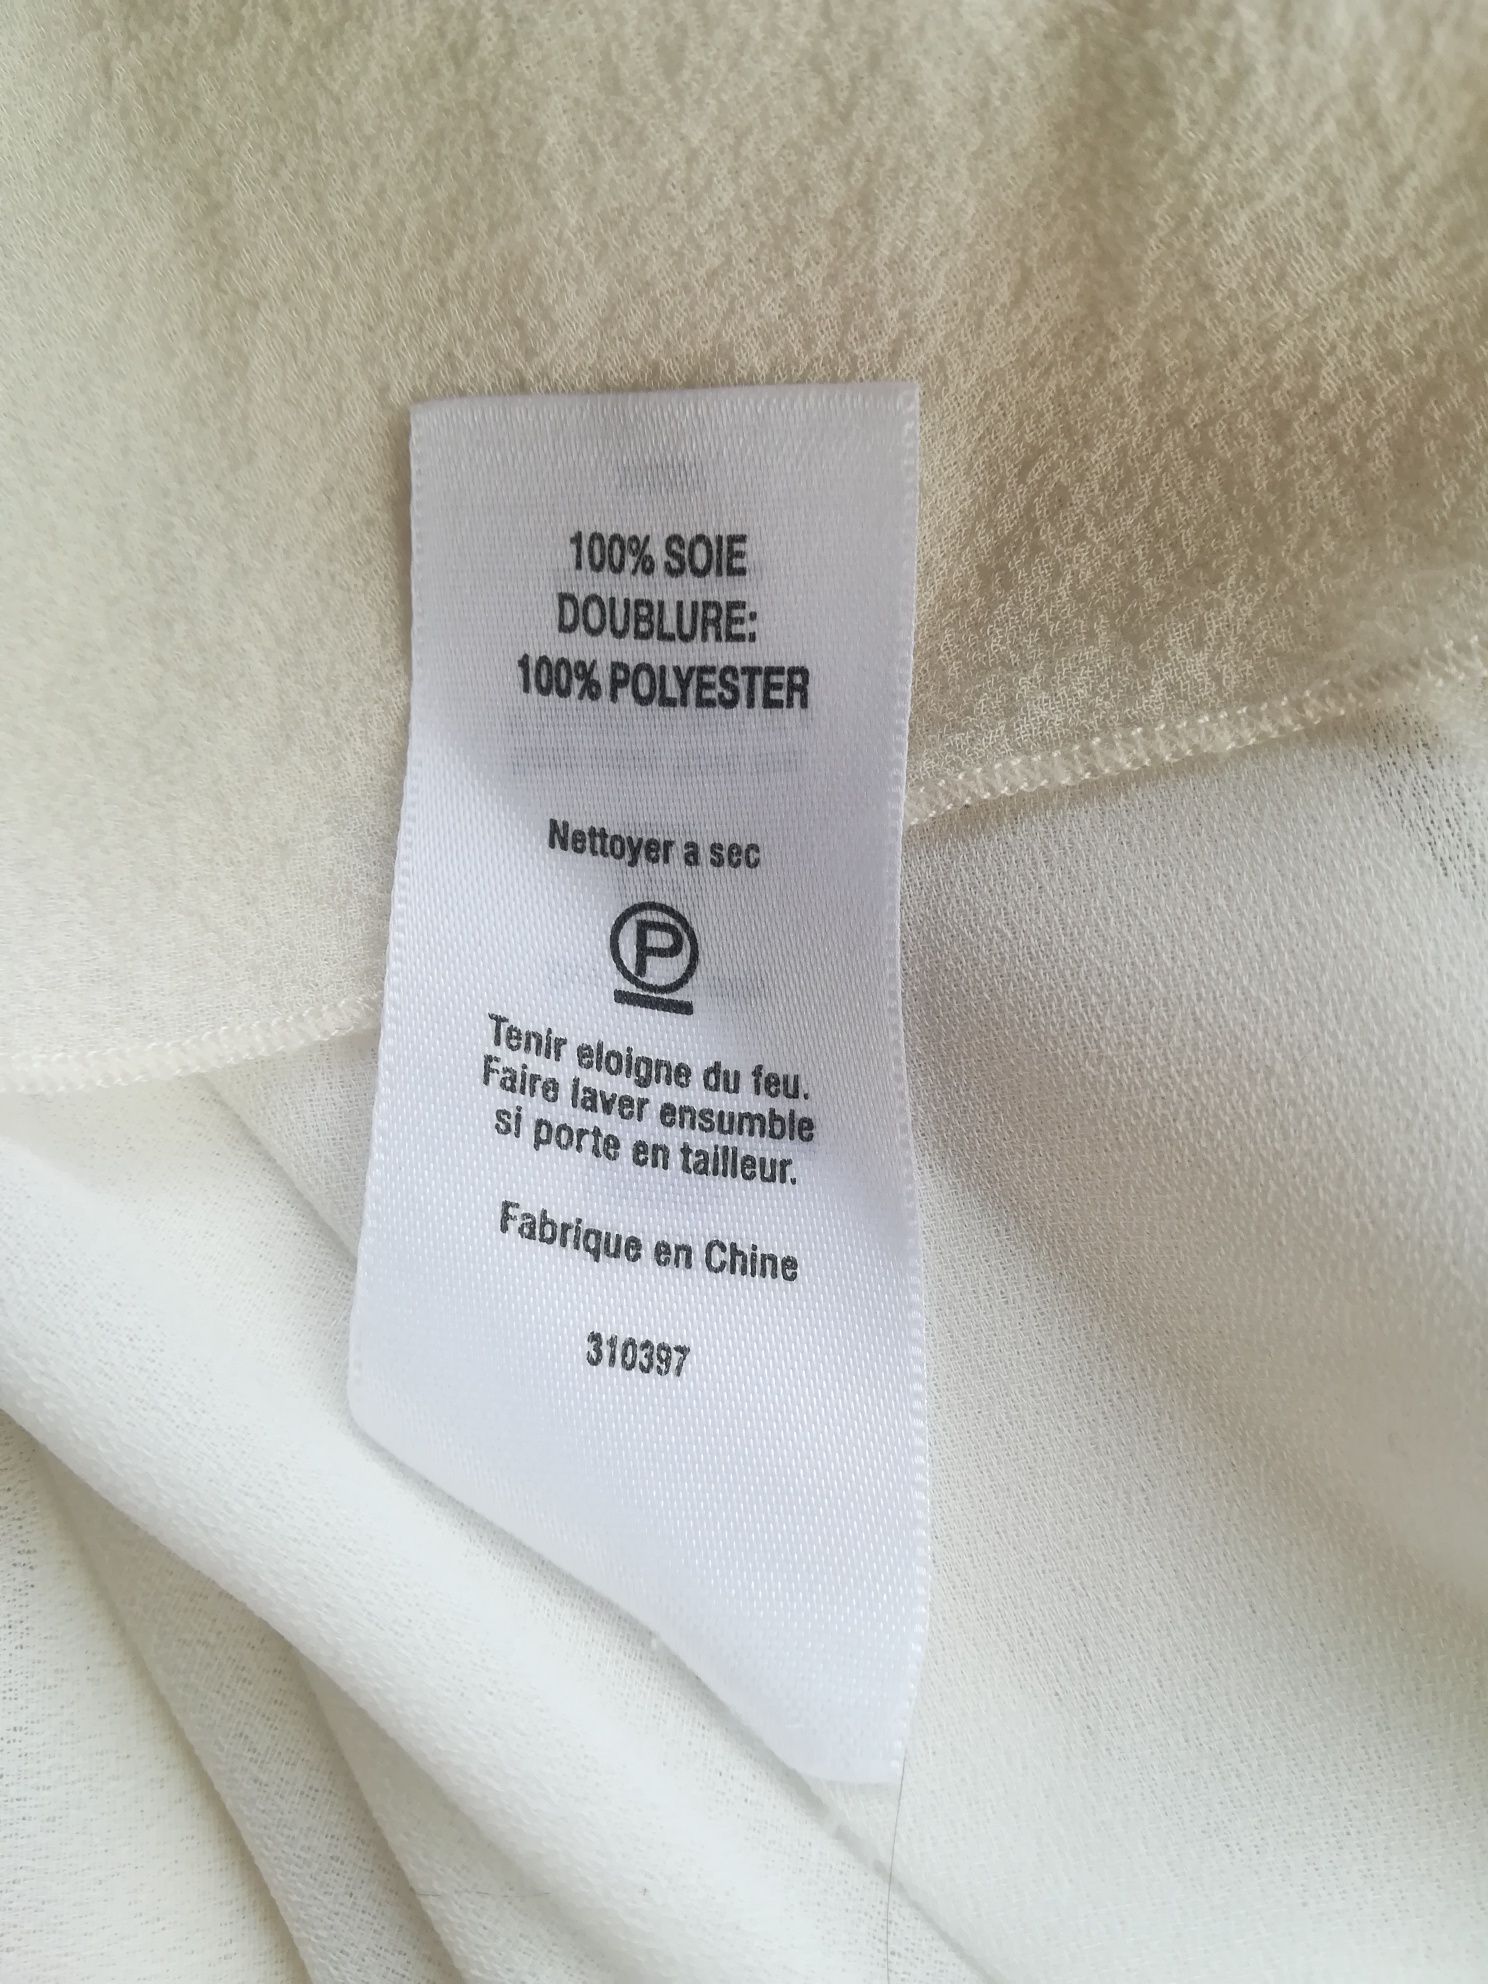 100% SOIE
DOUBLURE:
100% POLYESTER
Nettoyer a sec
P
Tenir eloigne du feu.
Faire laver ensumble
si porte en tailleur.
Fabrique en Chine
310397